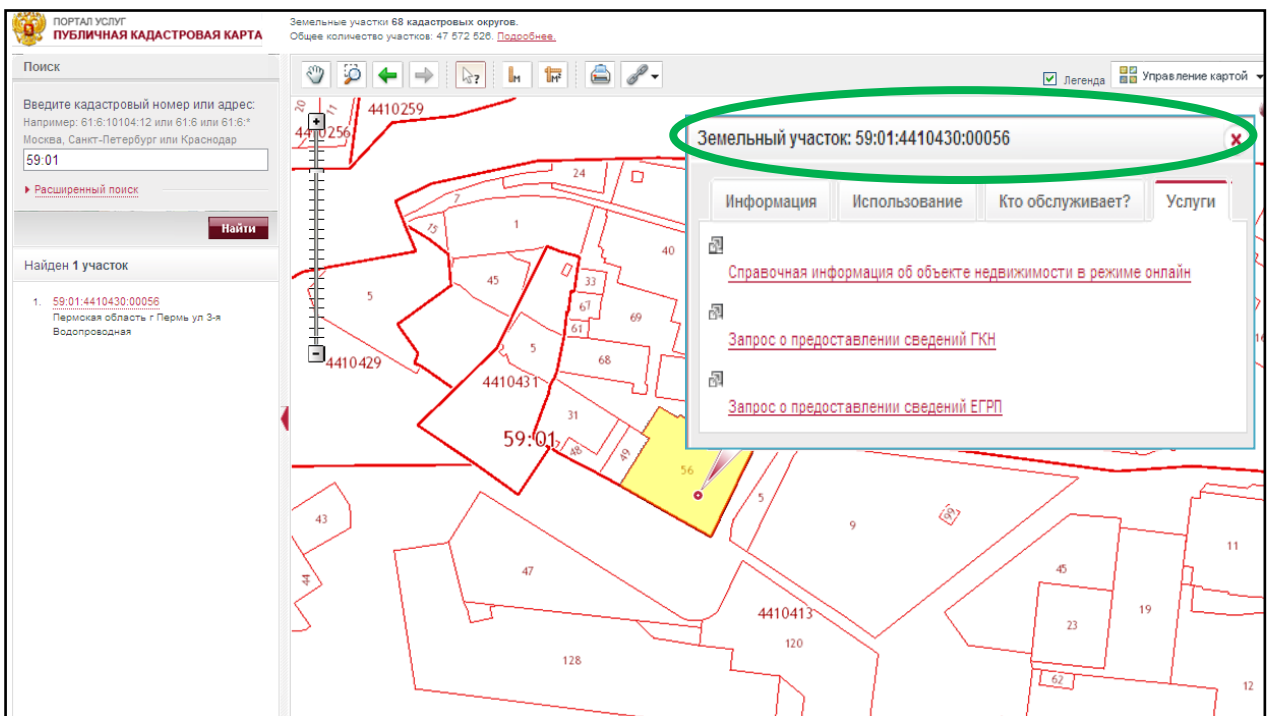 ПОРТАЛ УСЛУГ
ПУБЛИЧНАЯ КАДАСТРОВАЯ КАРТА
Земельные участки 68 кадастровых округов.
Общее количество участков: 47 572 526. Подробнее.
Поиск
Введите кадастровый номер или адрес:
Например: 61:6:10104:12 или 61:6 или 61:6:*
Москва, Санкт-Петербург или Краснодар
59:01
Расширенный поиск
Найти
Найден 1 участок
1. 59:01:4410430:00056
Пермская область г Пермь ул 3-я
Водопроводная
Легенда
Управление картой
Земельный участок: 59:01:4410430:00056
Информация
Использование
Кто обслуживает?
Услуги
Справочная информация об объекте недвижимости в режиме онлайн
Запрос о предоставлении сведений ГКН
Запрос о предоставлении сведений ЕГРП
20
4410259
4410256
24
7
15
1
40
45
33
5
67
69
61
5
68
4410429
4410431
31
59:01
48
49
56
5
43
9
99
11
47
45
44
4410413
19
23
120
128
62
12